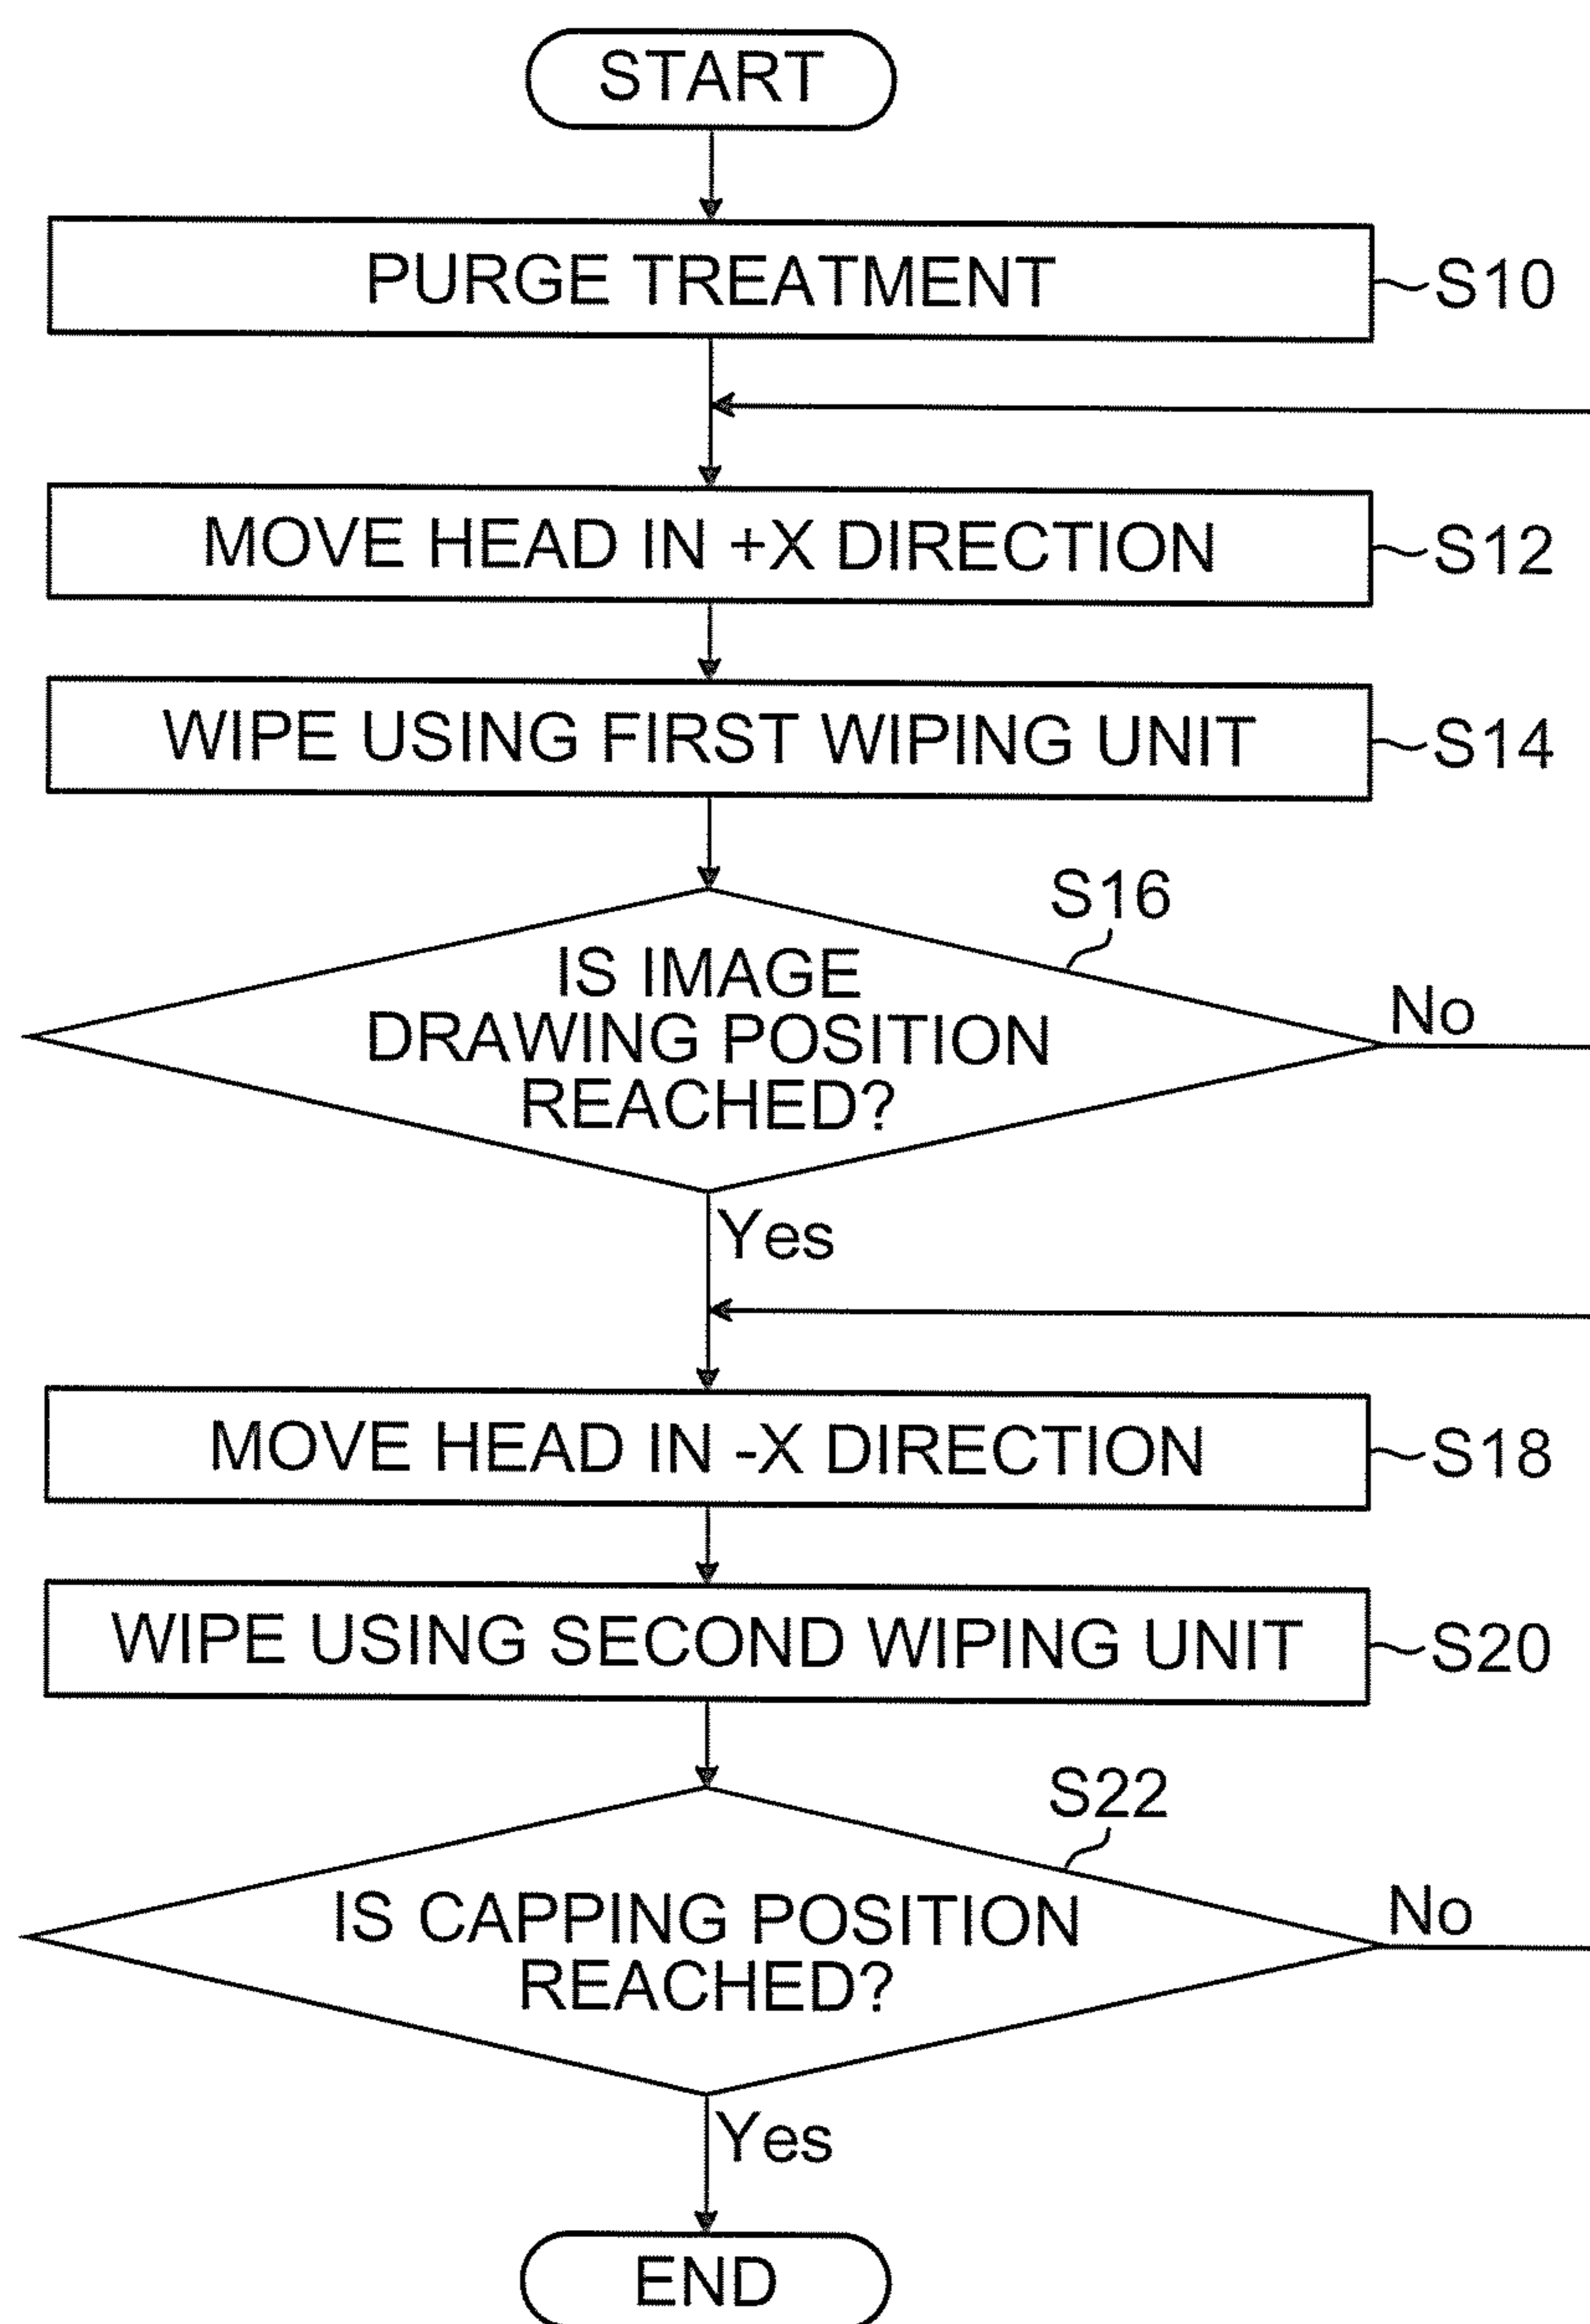 START
PURGE TREATMENT
S10
MOVE HEAD IN +X DIRECTION
S12
WIPE USING FIRST WIPING UNIT
S14
S16
IS IMAGE
DRAWING POSITION
REACHED?
No
Yes
MOVE HEAD IN -X DIRECTION
S18
WIPE USING SECOND WIPING UNIT
S20
S22
IS CAPPING POSITION
REACHED?
No
Yes
END